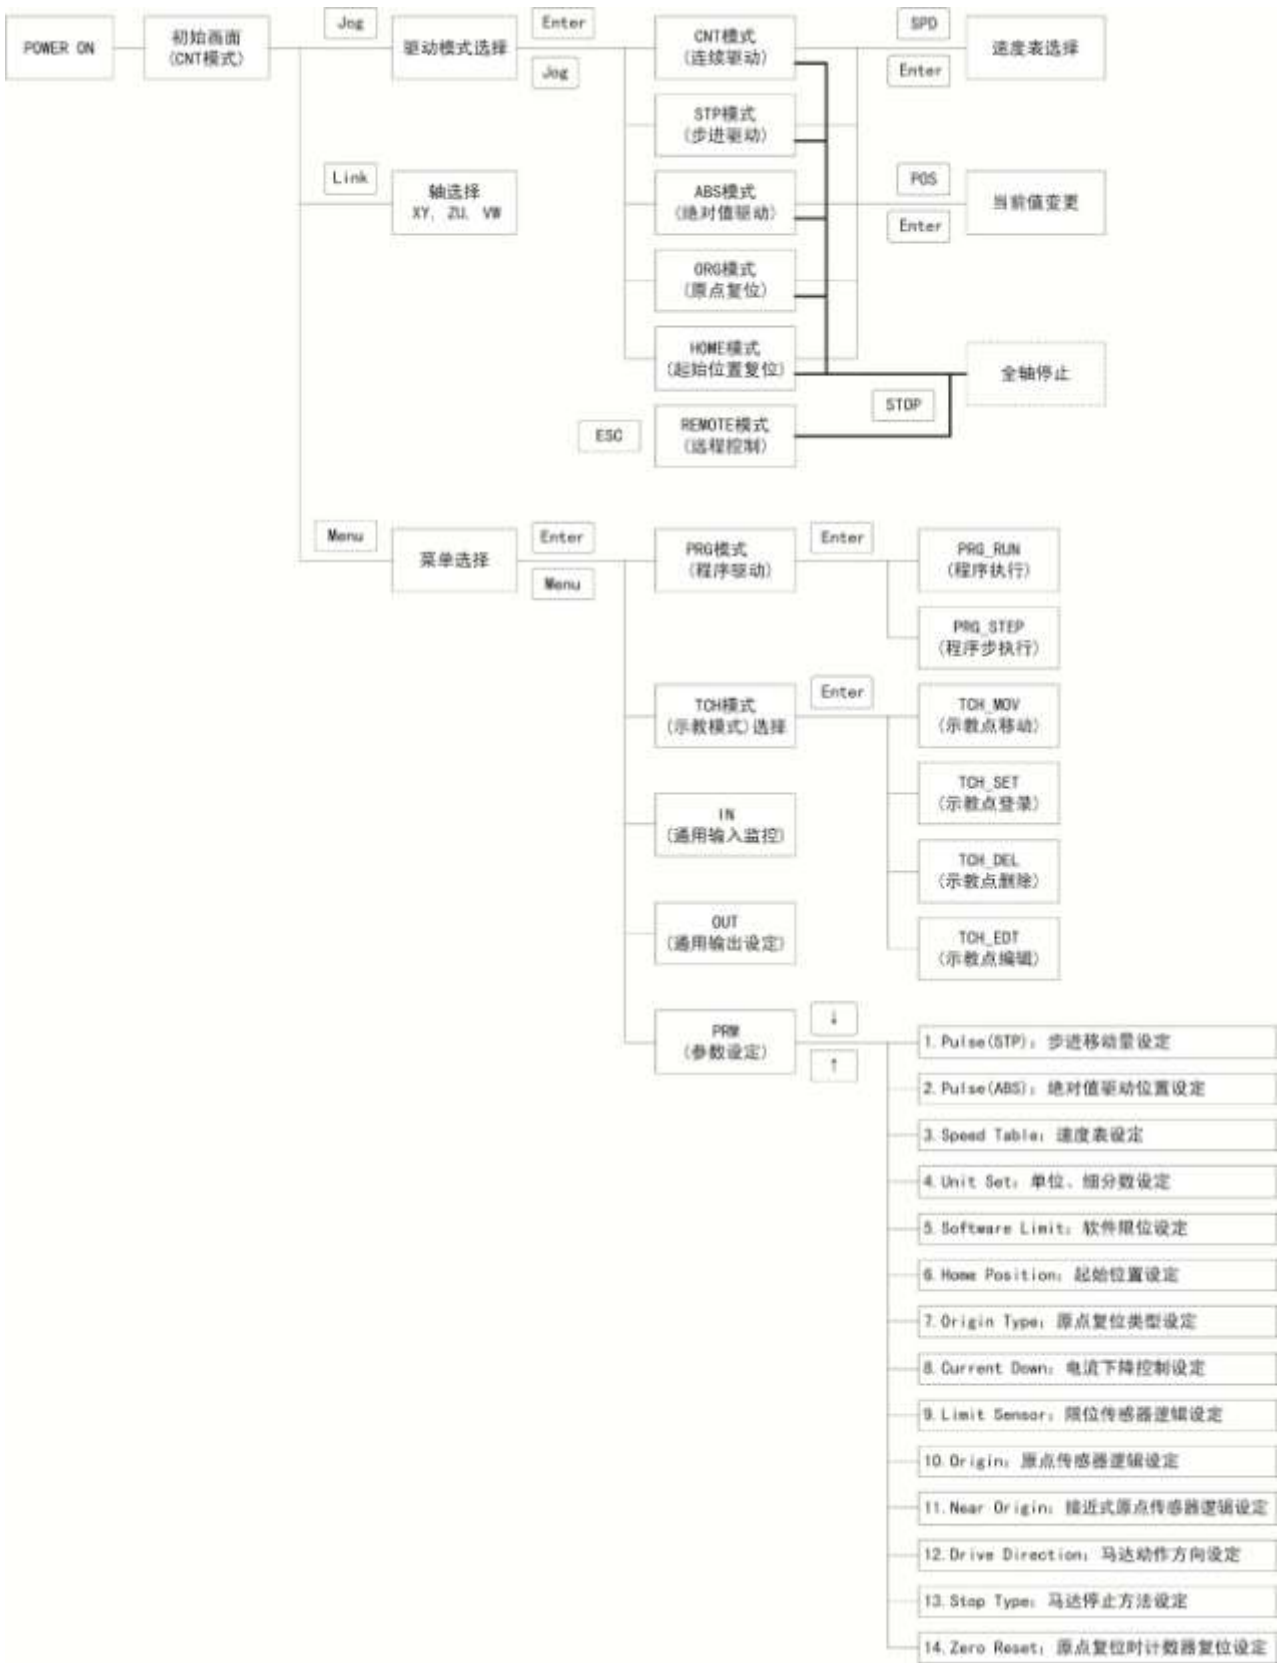 POWER ON
初始画面
(CNT模式)
Jog
驱动模式选择
Enter
Jog
CNT模式
(连续驱动)
SPD
Enter
速度表选择
STP模式
(步进驱动)
Link
轴选择
XY, ZU, VW
ABS模式
(绝对值驱动)
POS
Enter
当前值变更
ORG模式
(原点复位)
HOME模式
(起始位置复位)
全轴停止
STOP
ESC
REMOTE模式
(远程控制)
Menu
菜单选择
Enter
Menu
PRG模式
(程序驱动)
Enter
PRG_RUN
(程序执行)
PRG_STEP
(程序步执行)
TCH模式
(示教模式)选择
Enter
TCH_MOV
(示教点移动)
TCH_SET
(示教点登录)
IN
(通用输入监控)
TCH_DEL
(示教点删除)
OUT
(通用输出设定)
TCH_EDT
(示教点编辑)
PRM
(参数设定)
↓
↑
1.Pulse(STP): 步进移动量设定
2.Pulse(ABS): 绝对值驱动位置设定
3.Speed Table: 速度表设定
4.Unit Set: 单位、细分数设定
5.Software Limit: 软件限位设定
6.Home Position: 起始位置设定
7.Origin Type: 原点复位类型设定
8.Current Down: 电流下降控制设定
9.Limit Sensor: 限位传感器逻辑设定
10.Origin: 原点传感器逻辑设定
11.Near Origin: 接近式原点传感器逻辑设定
12.Drive Direction: 马达动作方向设定
13.Stop Type: 马达停止方法设定
14.Zero Reset: 原点复位时计数器复位设定